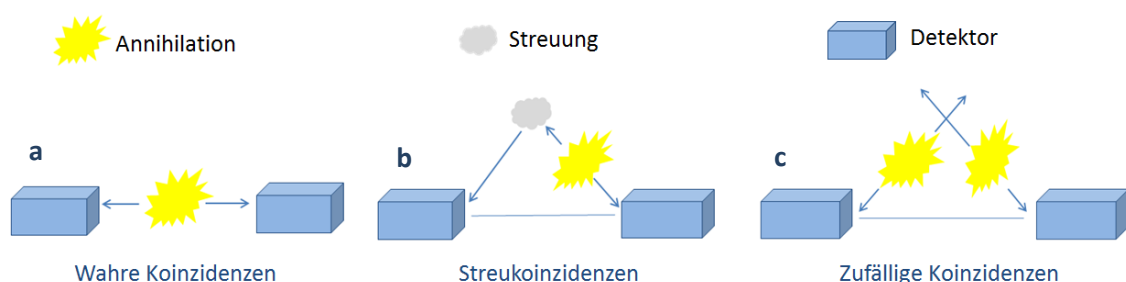 Annihilation
Streuung
Detektor
a
b
c
Wahre Koinzidenzen
Streukoinzidenzen
Zufällige Koinzidenzen